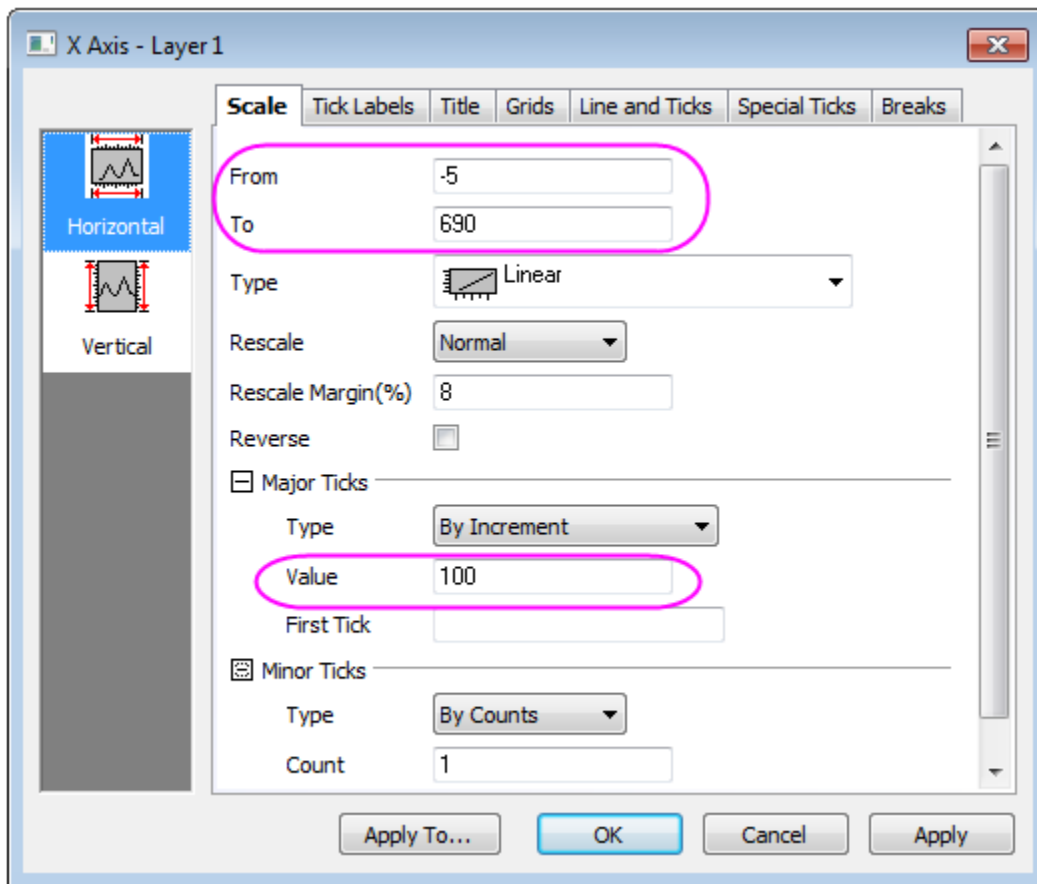 X Axis - Layer 1
Scale Tick Labels Title Grids Line and Ticks Special Ticks Breaks
Horizontal
Vertical
From -5
To 690
Type Linear
Rescale Normal
Rescale Margin(%) 8
Reverse
Major Ticks
Type By Increment
Value 100
First Tick
Minor Ticks
Type By Counts
Count 1
Apply To... OK Cancel Apply